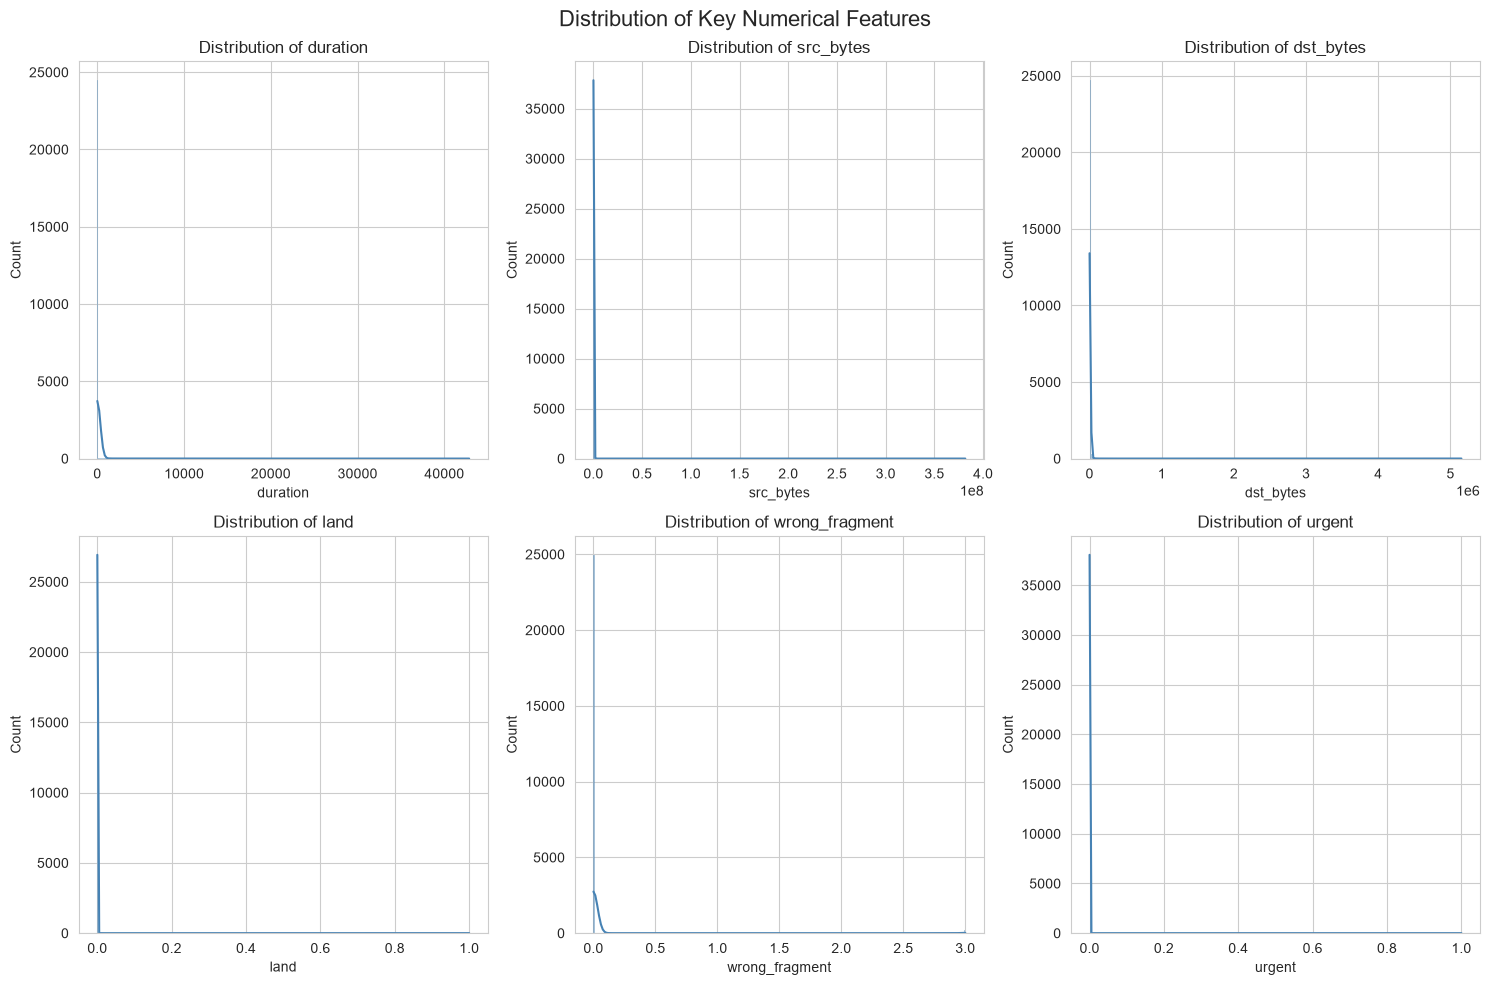 Distribution of Key Numerical Features
Distribution of duration
25000
20000
15000
10000
5000
0
Count
0 10000 20000 30000 40000
duration
Distribution of src_bytes
35000
30000
25000
20000
15000
10000
5000
0
Count
0.0 0.5 1.0 1.5 2.0 2.5 3.0 3.5 4.0
1e8
src_bytes
Distribution of dst_bytes
25000
20000
15000
10000
5000
0
Count
0 1 2 3 4 5
1e6
dst_bytes
Distribution of land
25000
20000
15000
10000
5000
0
Count
0.0 0.2 0.4 0.6 0.8 1.0
land
Distribution of wrong_fragment
25000
20000
15000
10000
5000
0
Count
0.0 0.5 1.0 1.5 2.0 2.5 3.0
wrong_fragment
Distribution of urgent
35000
30000
25000
20000
15000
10000
5000
0
Count
0.0 0.2 0.4 0.6 0.8 1.0
urgent